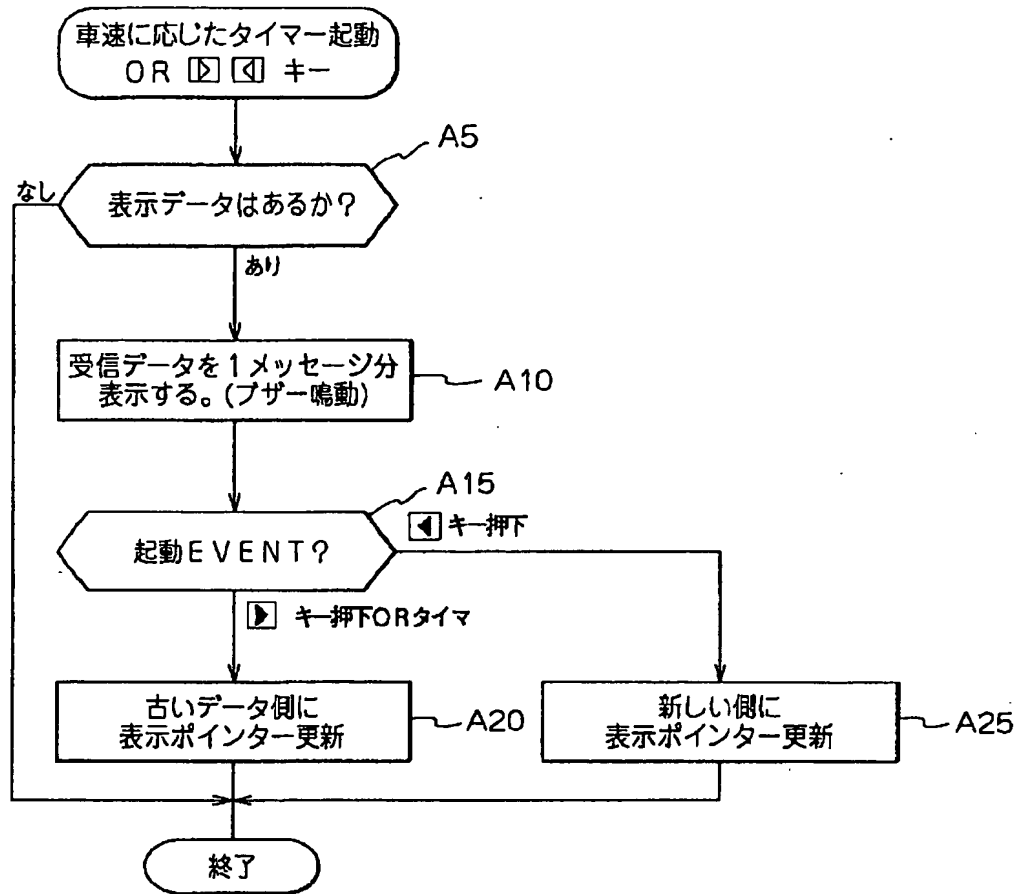 車速に応じたタイマー起動
OR ▷ ◁ キー
A5
なし
表示データはあるか？
あり
受信データを1メッセージ分
表示する。(ブザー鳴動)
A10
A15
◀ キー押下
起動EVENT？
▶ キー押下ORタイマ
古いデータ側に
表示ポインター更新
A20
新しい側に
表示ポインター更新
A25
終了